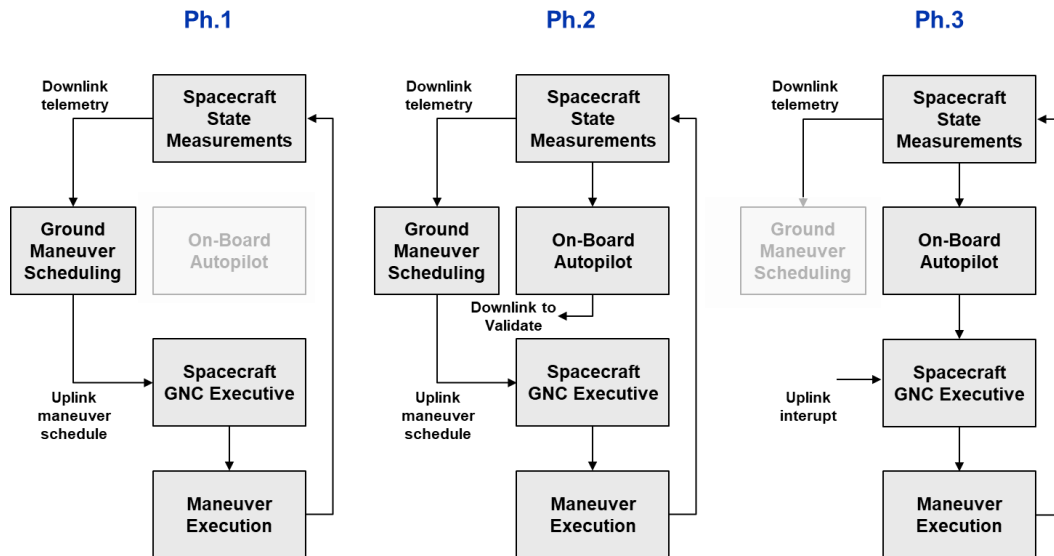 Ph.1
Downlink
telemetry
Spacecraft
State
Measurements
Ground
Maneuver
Scheduling
On-Board
Autopilot
Uplink
maneuver
schedule
Spacecraft
GNC Executive
Maneuver
Execution
Ph.2
Downlink
telemetry
Spacecraft
State
Measurements
Ground
Maneuver
Scheduling
On-Board
Autopilot
Downlink to
Validate
Uplink
maneuver
schedule
Spacecraft
GNC Executive
Maneuver
Execution
Ph.3
Downlink
telemetry
Spacecraft
State
Measurements
Ground
Maneuver
Scheduling
On-Board
Autopilot
Uplink
interupt
Spacecraft
GNC Executive
Maneuver
Execution